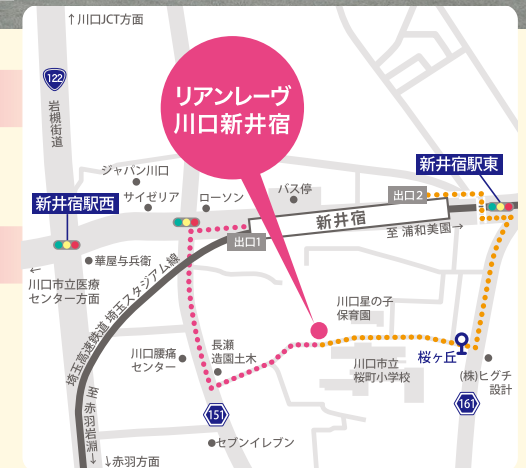 ↑川口JCT方面
122
岩槻街道
リアンレーヴ
川口新井宿
ジャパン川口
サイゼリア
ローソン
バス停
出口2
新井宿駅東
新井宿駅西
新井宿
出口1
至 浦和美園→
華屋与兵衛
←
川口市立医療
センター方面
埼玉高速鉄道 埼玉スタジアム線
川口星の子
保育園
川口腰痛
センター
長瀬
造園土木
川口市立
桜町小学校
桜ヶ丘
(株)ヒグチ
設計
151
161
至 赤羽岩淵→
セブンイレブン
↓赤羽方面